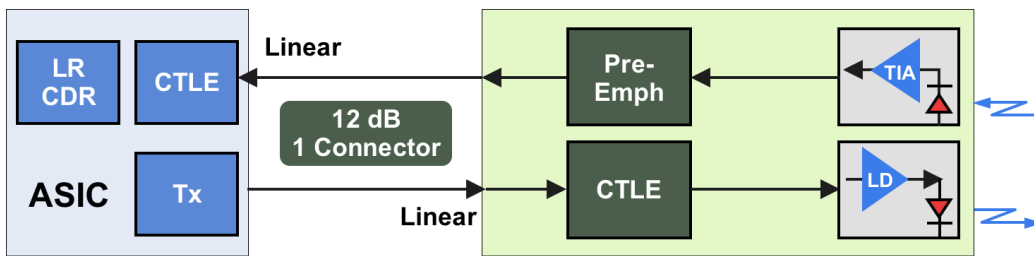 LR
CDR
CTLE
ASIC
Tx
Linear
12 dB
1 Connector
Linear
Pre-
Emph
TIA
CTLE
LD